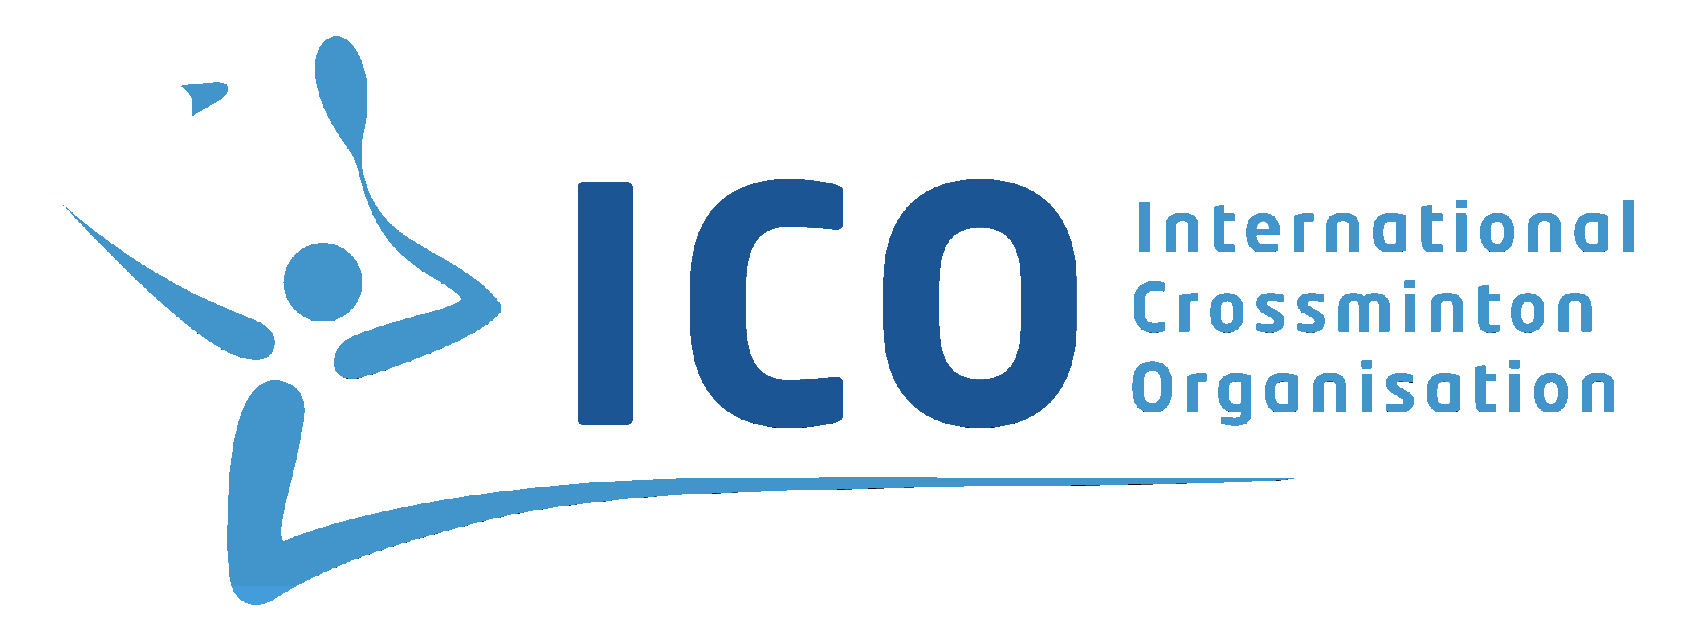 ICO
International
Crossminton
Organisation